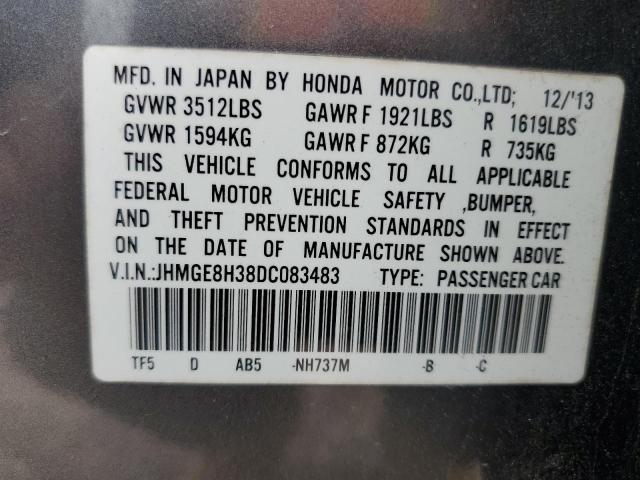 MFD. IN JAPAN BY HONDA MOTOR CO.,LTD; 12/'13
GVWR 3512LBS GAWR F 1921LBS R 1619LBS
GVWR 1594KG GAWR F 872KG R 735KG
THIS VEHICLE CONFORMS TO ALL APPLICABLE
FEDERAL MOTOR VEHICLE SAFETY ,BUMPER,
AND THEFT PREVENTION STANDARDS IN EFFECT
ON THE DATE OF MANUFACTURE SHOWN ABOVE.
V.I.N.:JHMGE8H38DC083483 TYPE: PASSENGER CAR
TF5 D AB5 -NH737M -B -C